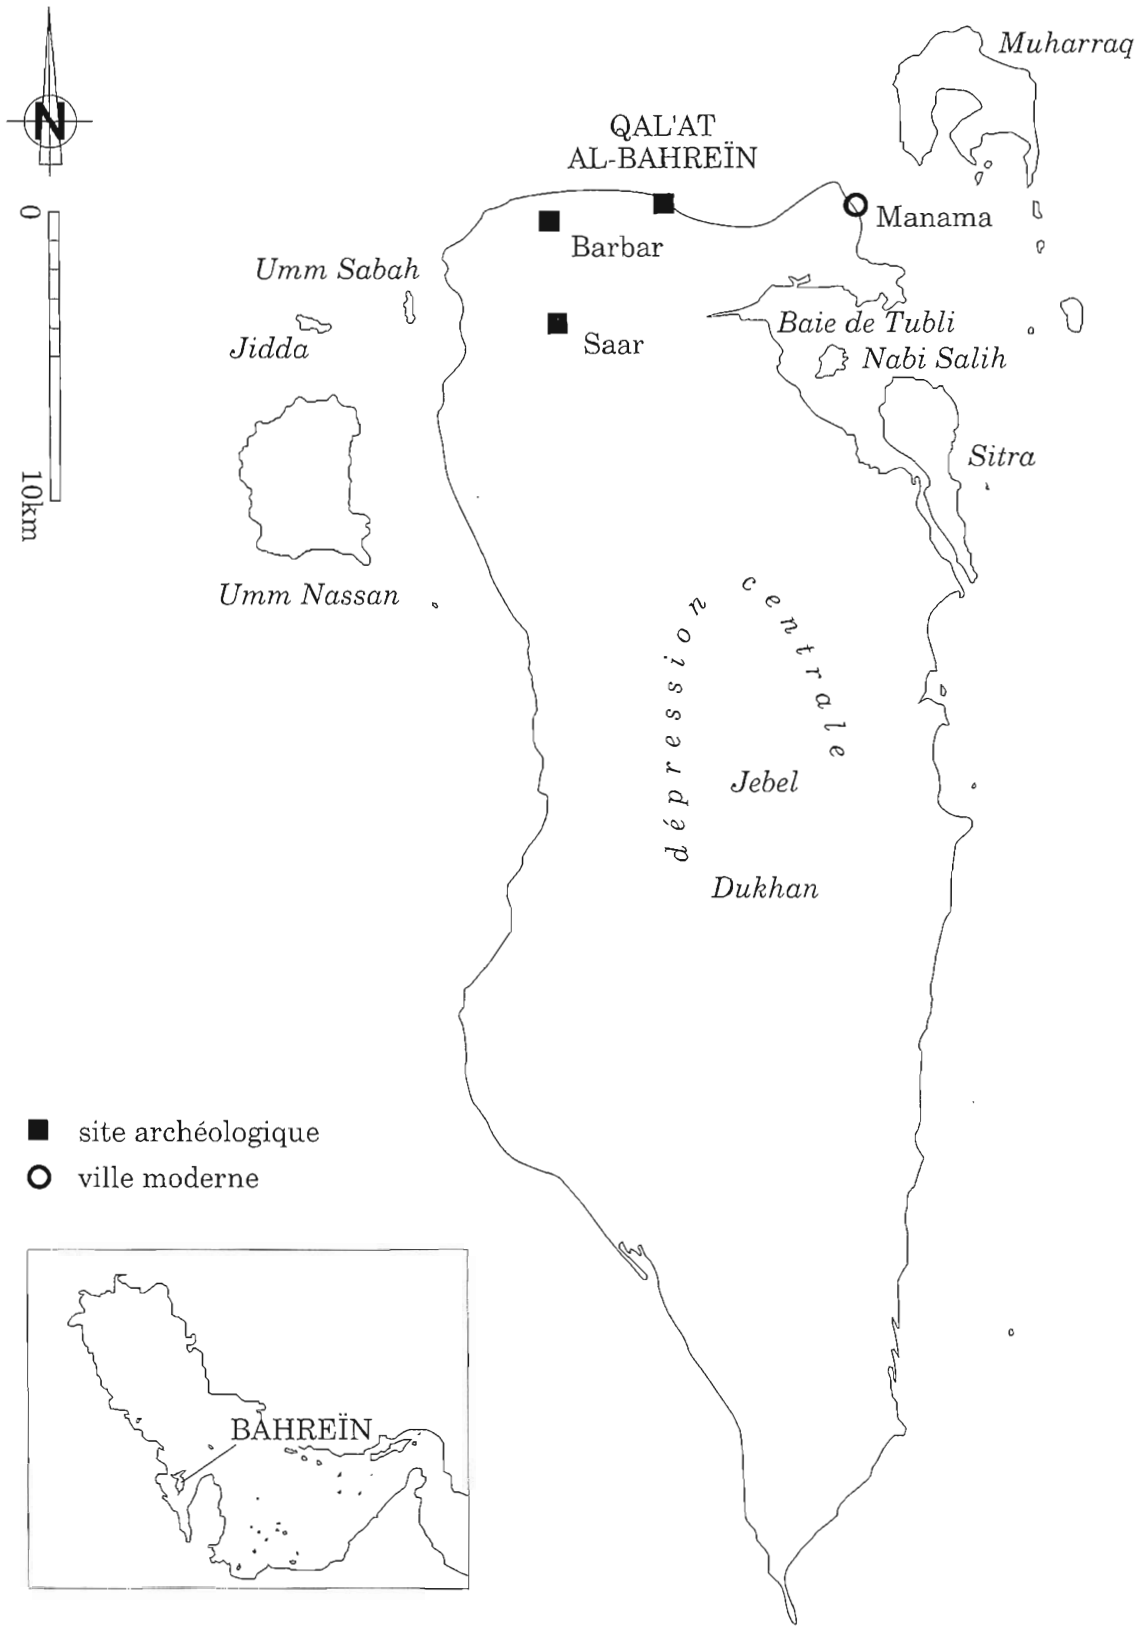 Muharraq
N
QAL'AT
AL-BAHREÏN
0
Manama
Barbar
Umm Sabah
Baie de Tubli
Jidda
Saar
Nabi Salih
Sitra
10km
Umm Nassan
dépression centrale
Jebel
Dukhan
site archéologique
ville moderne
BAHREÏN